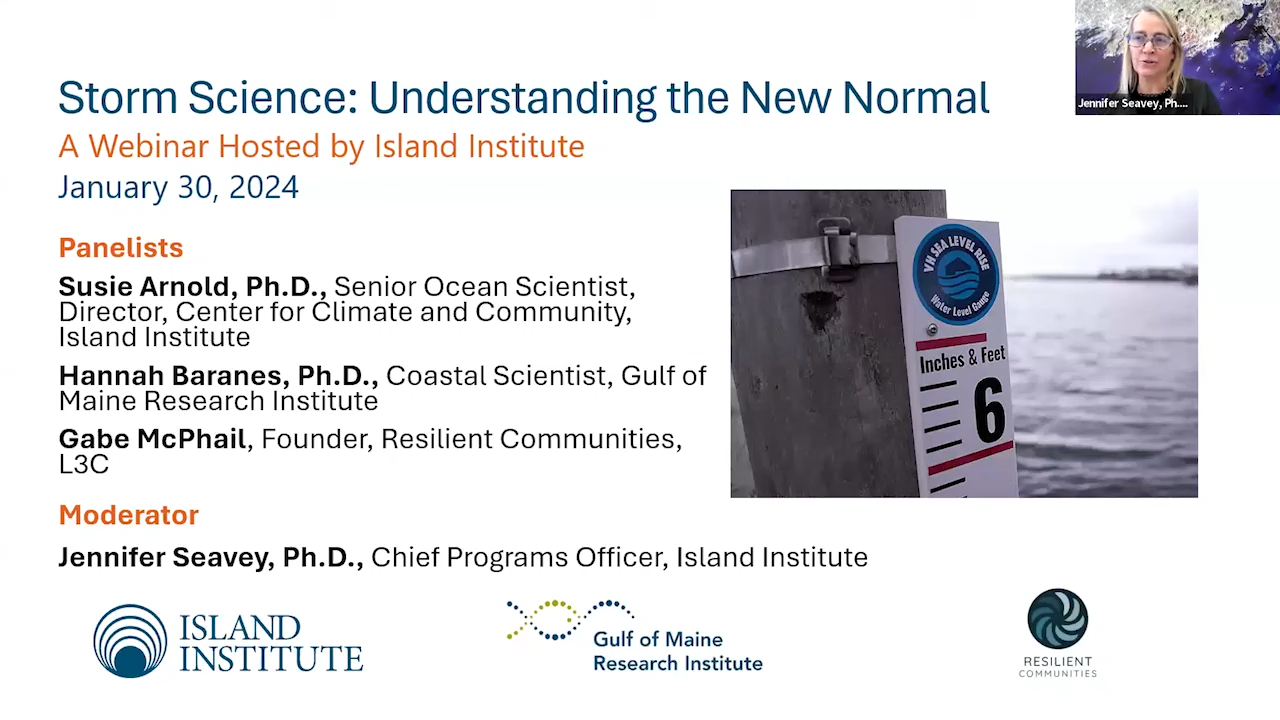 Storm Science: Understanding the New Normal
A Webinar Hosted by Island Institute
January 30, 2024
Jennifer Seavey, Ph....
Panelists
Susie Arnold, Ph.D., Senior Ocean Scientist,
Director, Center for Climate and Community,
Island Institute
Hannah Baranes, Ph.D., Coastal Scientist, Gulf of
Maine Research Institute
Gabe McPhail, Founder, Resilient Communities,
L3C
VH SEA LEVEL RISE
Water Level Gauge
Inches & Feet
6
Moderator
Jennifer Seavey, Ph.D., Chief Programs Officer, Island Institute
ISLAND
INSTITUTE
Gulf of Maine
Research Institute
RESILIENT
COMMUNITIES